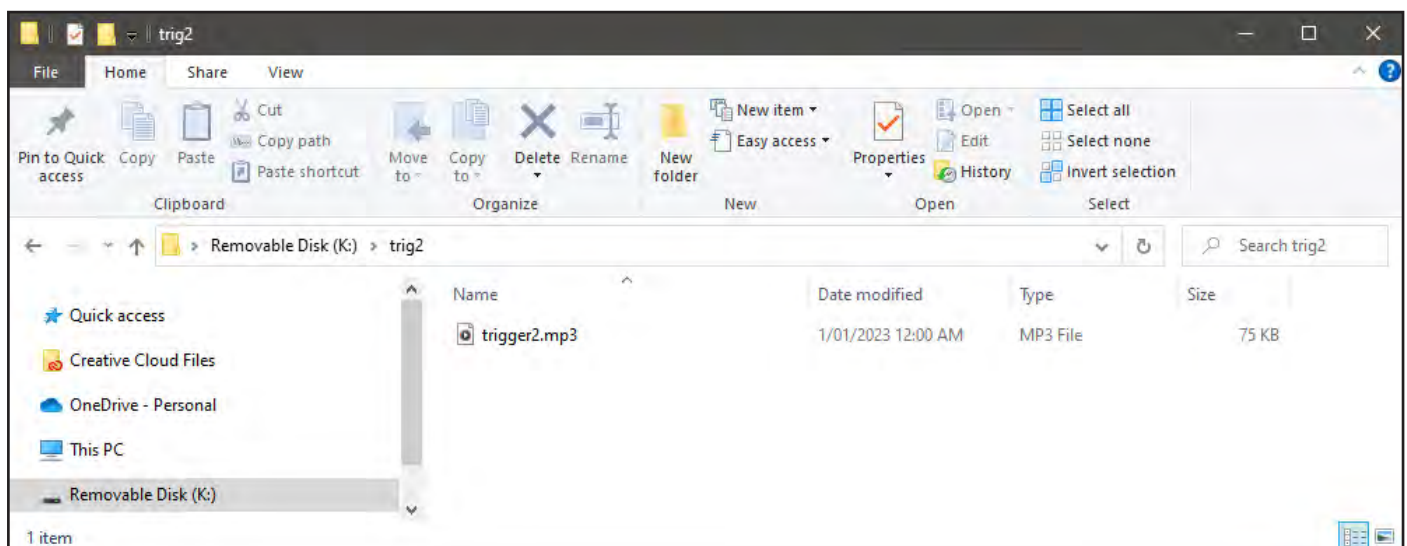 trig2
File Home Share View
Pin to Quick access
Copy
Paste
Cut
Copy path
Paste shortcut
Clipboard
Move to
Copy to
Delete
Rename
Organize
New folder
New item
Easy access
New
Properties
Open
Edit
History
Open
Select all
Select none
Invert selection
Select
Removable Disk (K:) > trig2
Search trig2
Quick access
Creative Cloud Files
OneDrive - Personal
This PC
Removable Disk (K:)
Name Date modified Type Size
trigger2.mp3 1/01/2023 12:00 AM MP3 File 75 KB
1 item